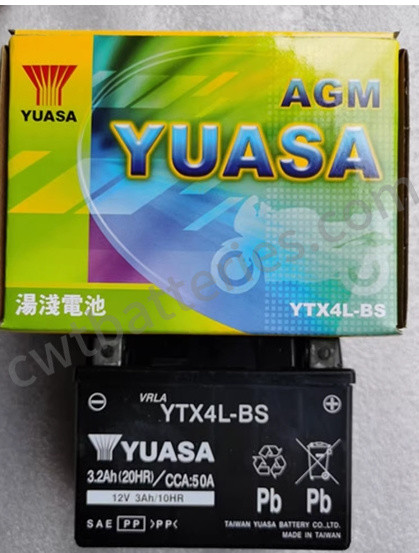 YUASA
AGM
YUASA
湯淺電池
YTX4L-BS
cwtbatteries.com
VRLA
YTX4L-BS
YUASA
3.2Ah(20HR)/CCA:50A
12V 3Ah/10HR
Pb Pb
SAE PP >PP<
TAIWAN YUASA BATTERY CO.,LTD.
MADE IN TAIWAN